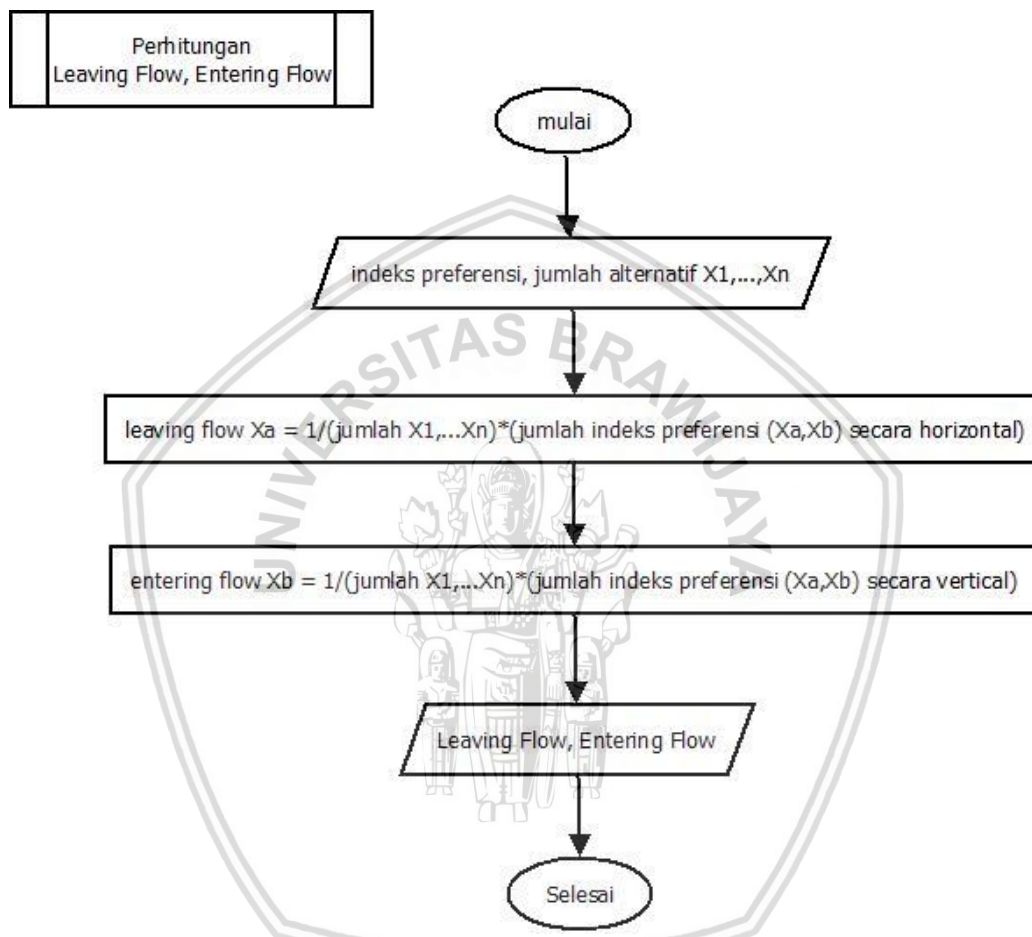 Perhitungan
Leaving Flow, Entering Flow
mulai
indeks preferensi, jumlah alternatif X1,...,Xn
UNIVERSITAS BRAWIJAYA
leaving flow Xa = 1/(jumlah X1,...Xn)*(jumlah indeks preferensi (Xa,Xb) secara horizontal)
entering flow Xb = 1/(jumlah X1,...Xn)*(jumlah indeks preferensi (Xa,Xb) secara vertical)
Leaving Flow, Entering Flow
Selesai